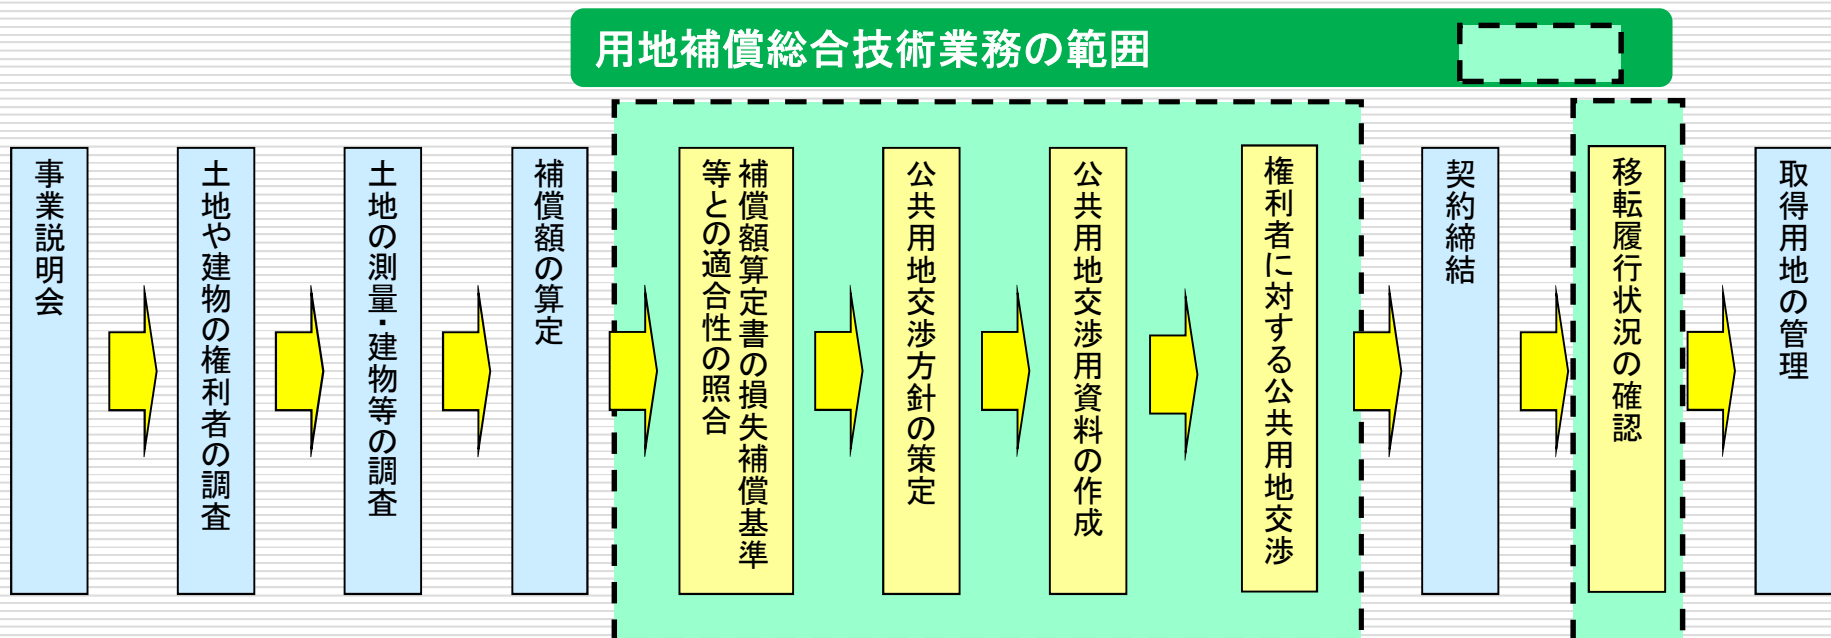 用地補償総合技術業務の範囲
事業説明会
土地や建物の権利者の調査
土地の測量・建物等の調査
補償額の算定
補償額算定書の損失補償基準
等との適合性の照合
公共用地交渉方針の策定
公共用地交渉用資料の作成
権利者に対する公共用地交渉
契約締結
移転履行状況の確認
取得用地の管理